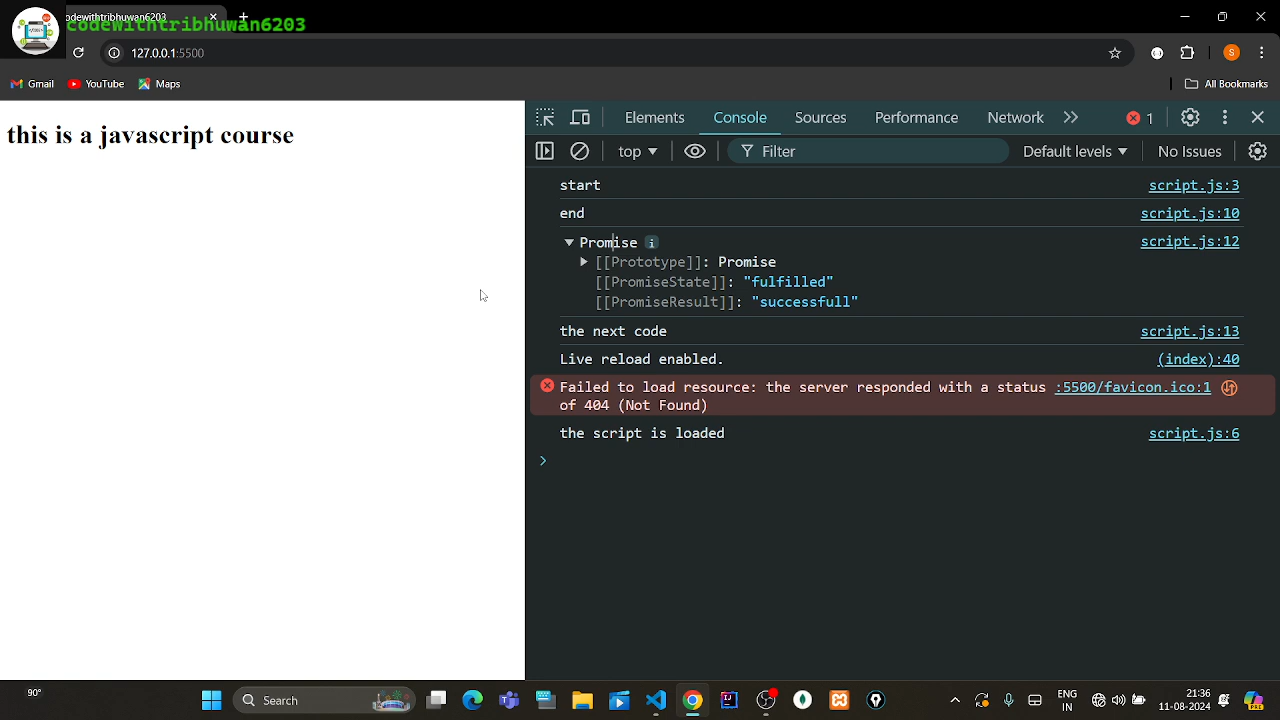 codewithtribhuwan6203
127.0.0.1:5500
S
Gmail YouTube Maps All Bookmarks
this is a javascript course
Elements Console Sources Performance Network 1
top Filter Default levels No Issues
start script.js:3
end script.js:10
Promise i script.js:12
[[Prototype]]: Promise
[[PromiseState]]: "fulfilled"
[[PromiseResult]]: "successfull"
the next code script.js:13
Live reload enabled. (index):40
Failed to load resource: the server responded with a status :5500/favicon.ico:1
of 404 (Not Found)
the script is loaded script.js:6
90° Search ENG 21:36
IN 11-08-2024